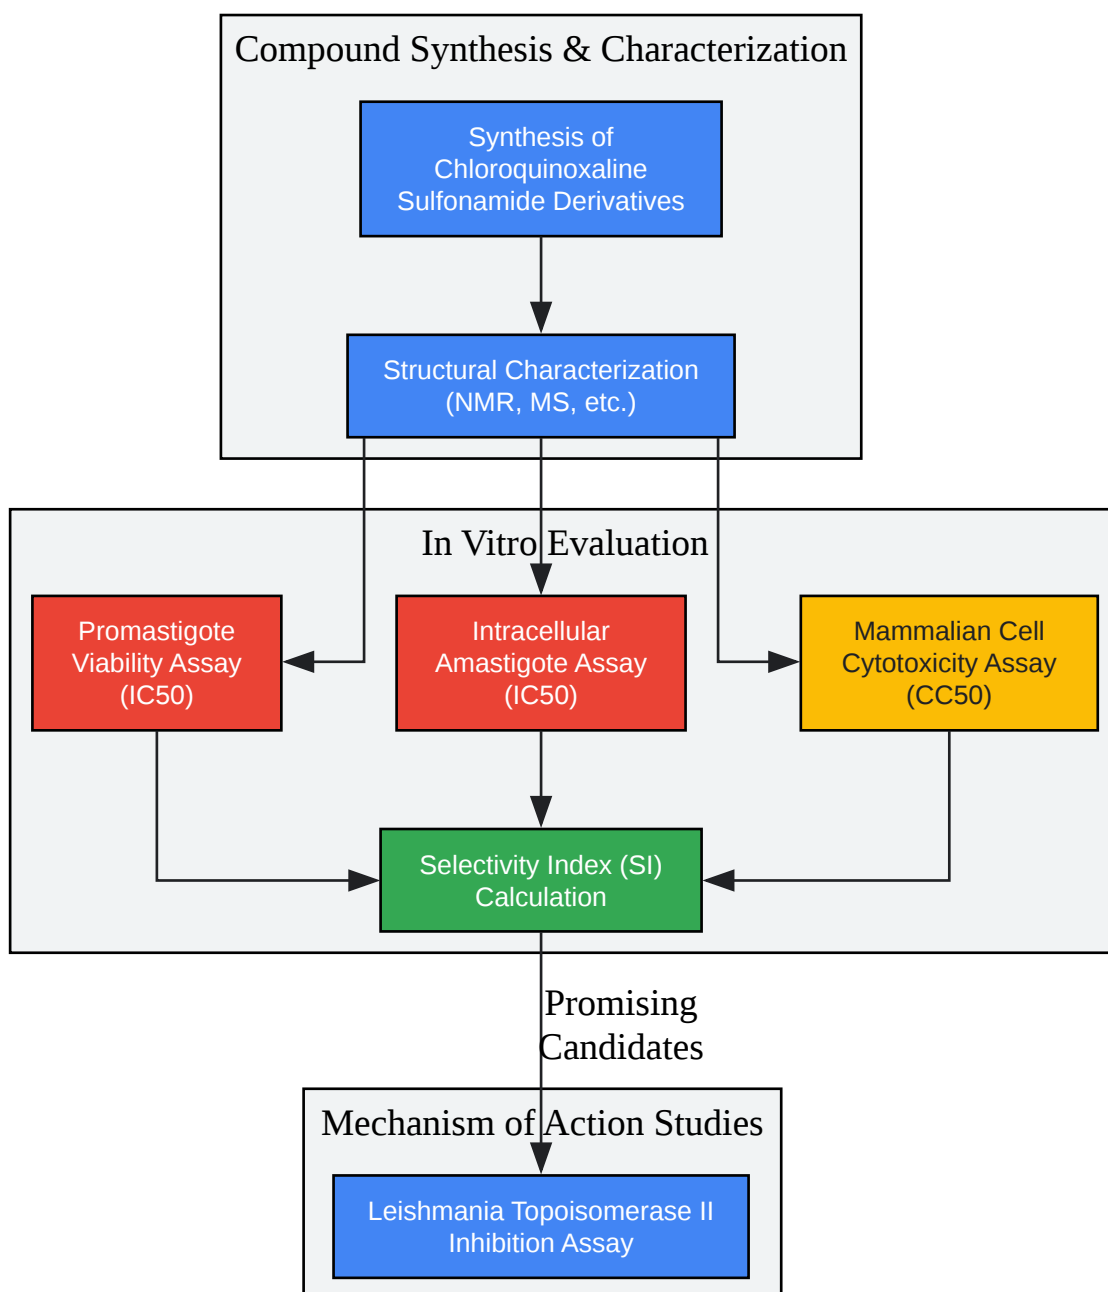 Compound Synthesis & Characterization
Synthesis of
Chloroquinoxaline
Sulfonamide Derivatives
Structural Characterization
(NMR, MS, etc.)
In Vitro Evaluation
Promastigote
Viability Assay
(IC50)
Intracellular
Amastigote Assay
(IC50)
Mammalian Cell
Cytotoxicity Assay
(CC50)
Selectivity Index (SI)
Calculation
Promising
Candidates
Mechanism of Action Studies
Leishmania Topoisomerase II
Inhibition Assay